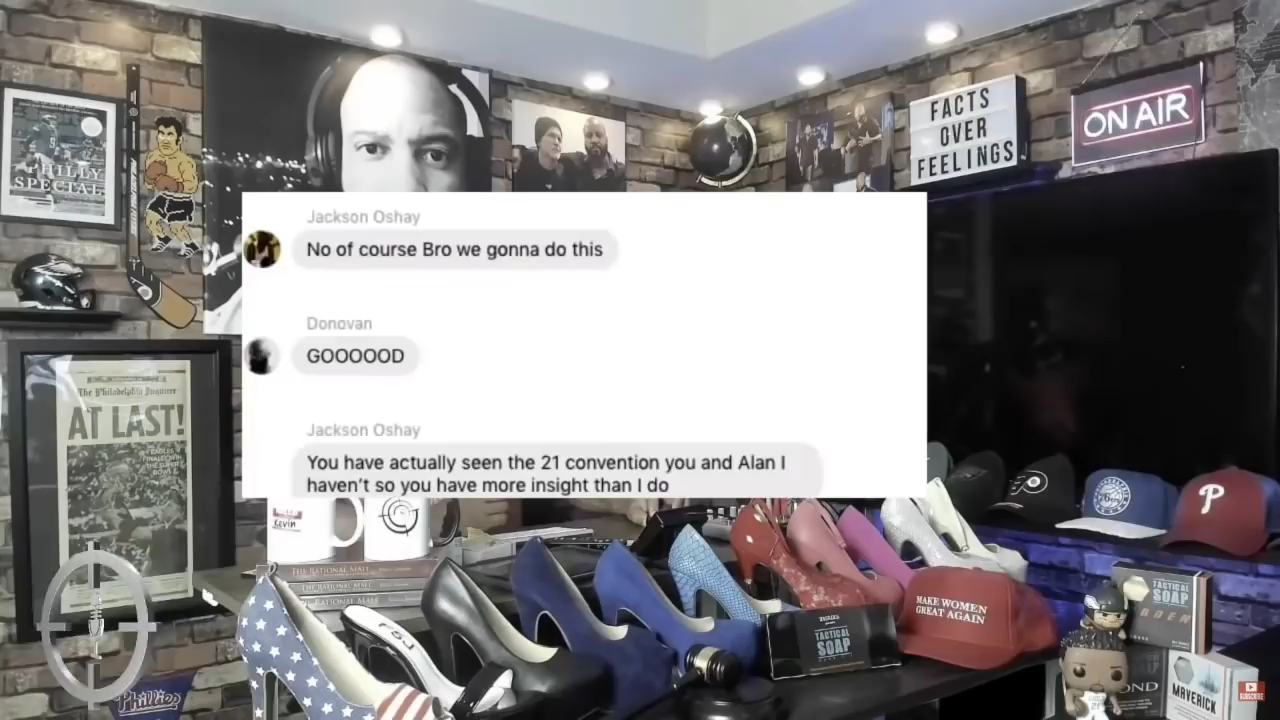 FACTS
OVER
FEELINGS
ON AIR
PHILLY
SPECIAL
Jackson Oshay
No of course Bro we gonna do this
Donovan
GOOOOOD
Jackson Oshay
You have actually seen the 21 convention you and Alan I
haven't so you have more insight than I do
The Philadelphia Inquirer
AT LAST!
Kevin
THE RATIONAL MALE
THE RATIONAL MALE
MAKE WOMEN
GREAT AGAIN
TACTICAL
SOAP
TACTICAL
SOAP
P
MAVERICK
Phillies
SUBSCRIBE